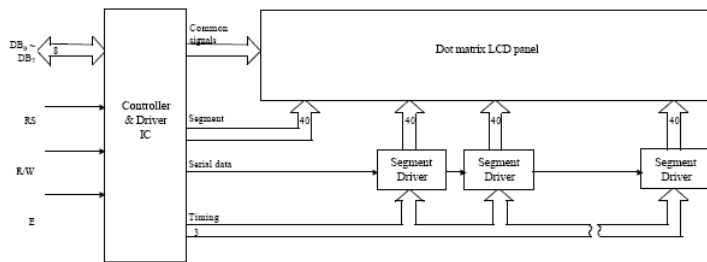 DB0 ~
DB7
8
RS
R/W
E
Controller
& Driver
IC
Common
signals
Segment
Serial data
Timing
3
Dot matrix LCD panel
40
40
40
40
Segment
Driver
Segment
Driver
Segment
Driver